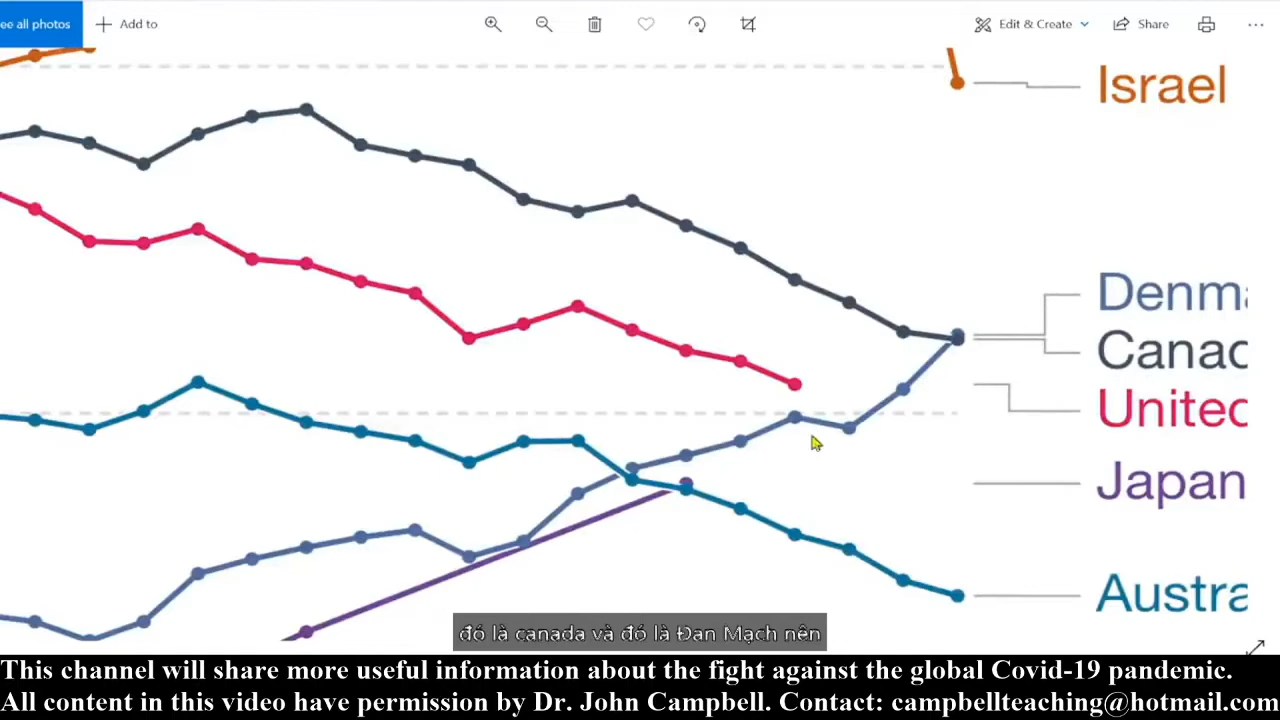 ee all photos
Add to
Edit & Create
Share
Israel
Denma
Canad
United
Japan
Austra
đó là canada và đó là Đan Mạch nên
This channel will share more useful information about the fight against the global Covid-19 pandemic.
All content in this video have permission by Dr. John Campbell. Contact: campbellteaching@hotmail.com